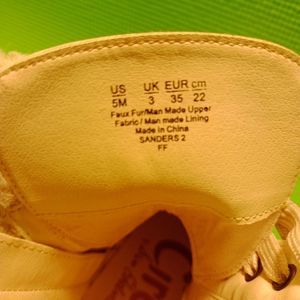 US UK EUR cm
5M 3 35 22
Faux Fur/Man Made Upper
Fabric/Man made Lining
Made in China
SANDERS 2
FF